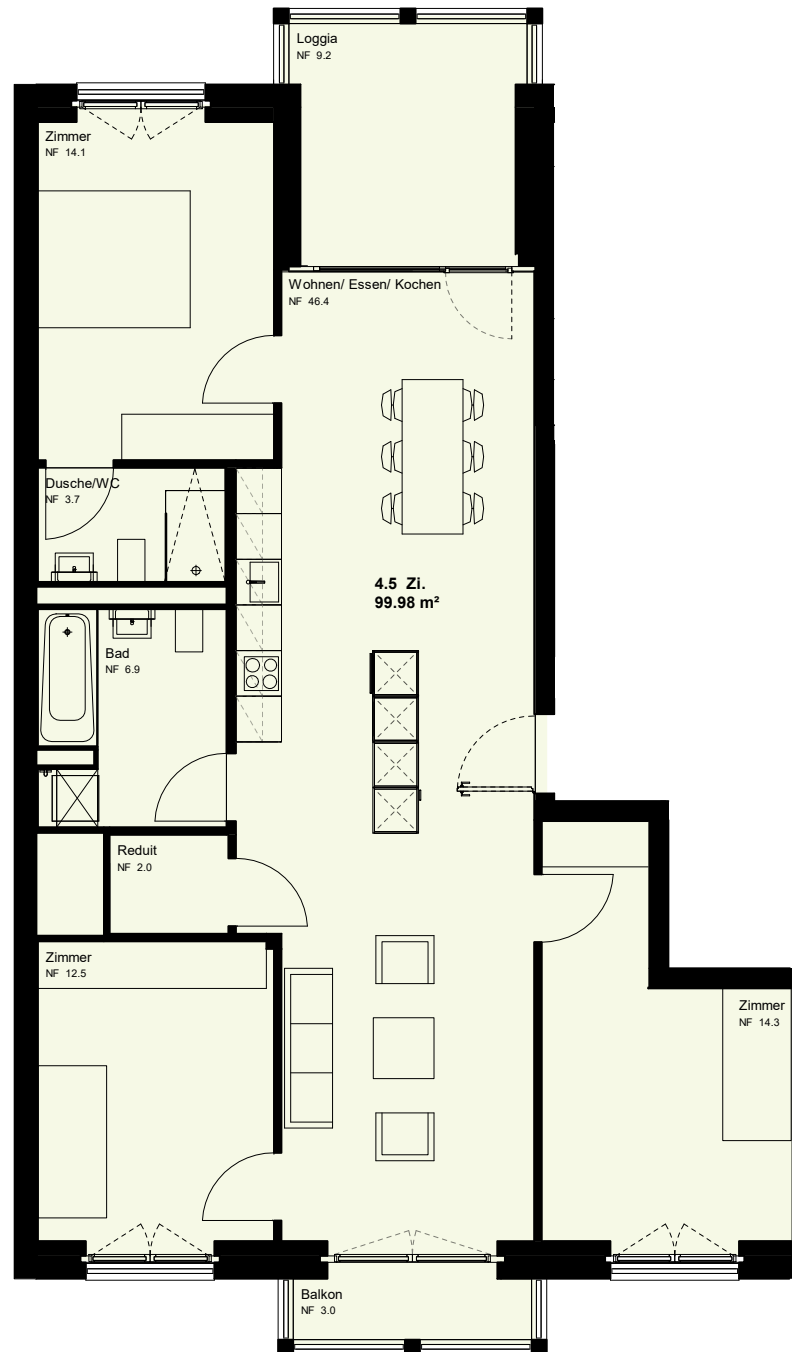 Loggia
NF 9.2
Zimmer
NF 14.1
Wohnen/ Essen/ Kochen
NF 46.4
Dusche/WC
NF 3.7
4.5 Zi.
99.98 m²
Bad
NF 6.9
Reduit
NF 2.0
Zimmer
NF 12.5
Zimmer
NF 14.3
Balkon
NF 3.0